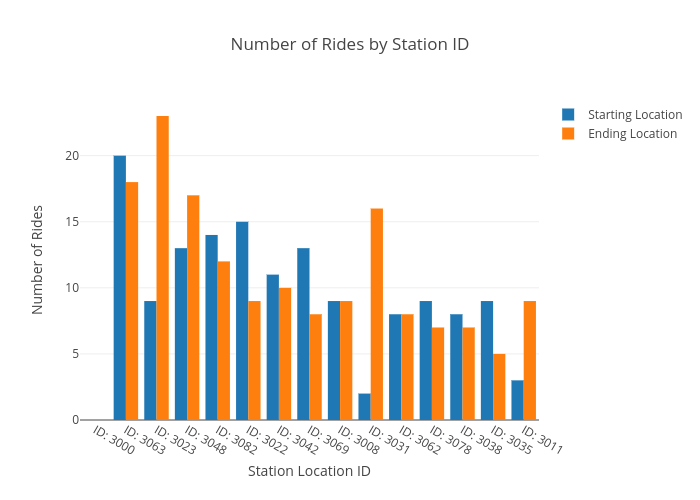 Number of Rides by Station ID
Starting Location
Ending Location
Number of Rides
20
15
10
5
0
ID: 3000
ID: 3063
ID: 3023
ID: 3048
ID: 3082
ID: 3022
ID: 3042
ID: 3069
ID: 3008
ID: 3031
ID: 3062
ID: 3078
ID: 3038
ID: 3035
ID: 3011
Station Location ID